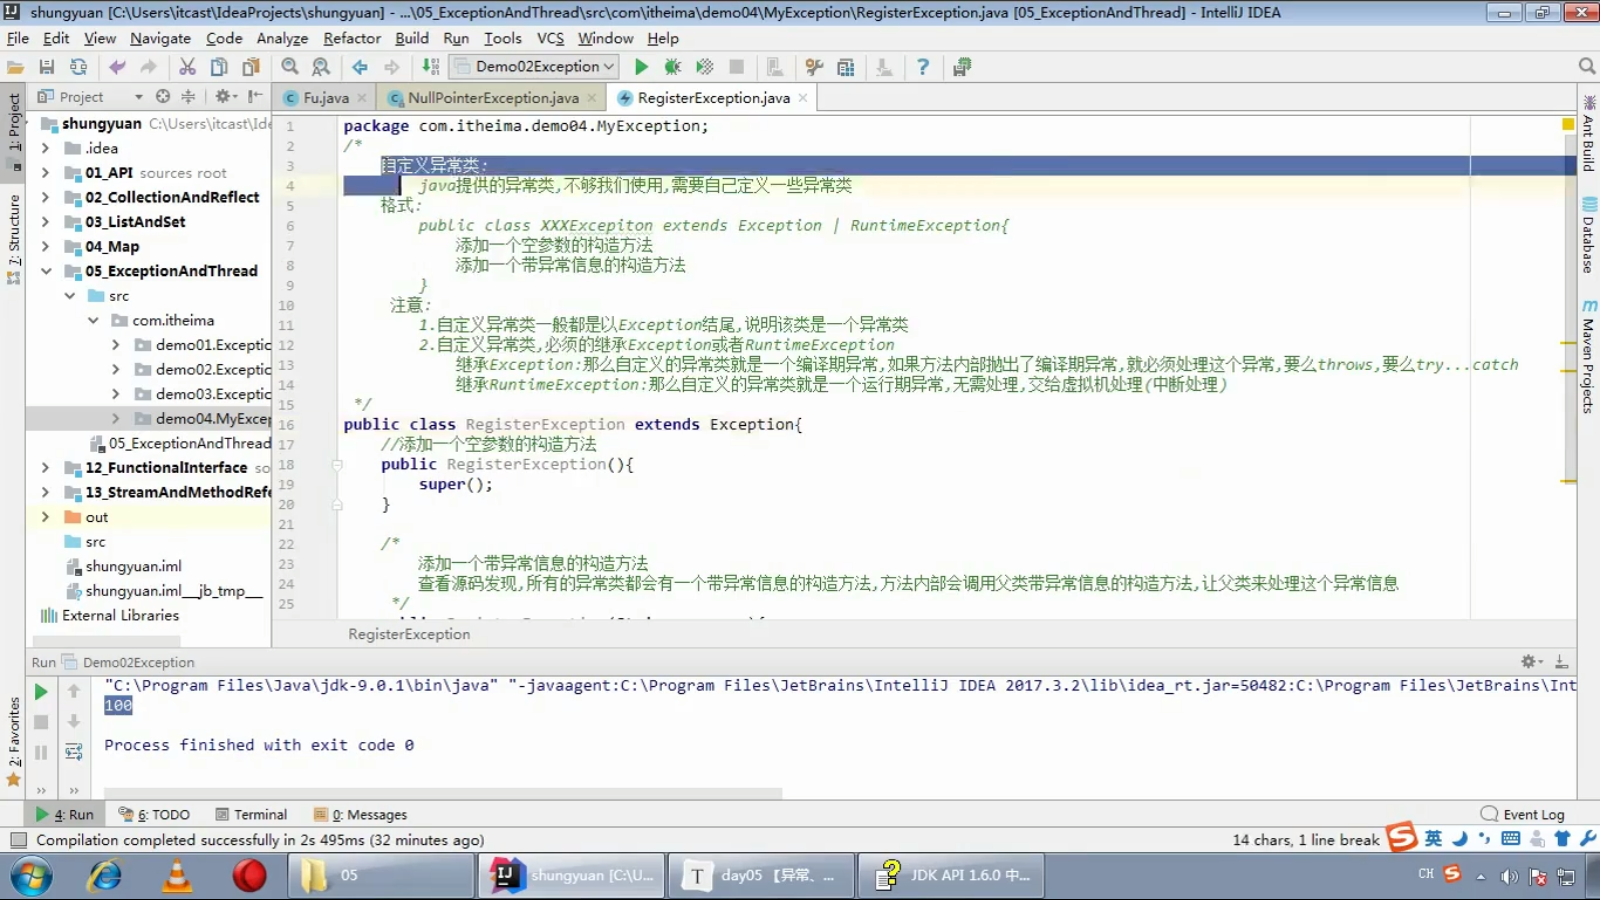 shungyuan [C:\Users\itcast\IdeaProjects\shungyuan] - ...\05_ExceptionAndThread\src\com\itheima\demo04\MyException\RegisterException.java [05_ExceptionAndThread] - IntelliJ IDEA
File Edit View Navigate Code Analyze Refactor Build Run Tools VCS Window Help
Demo02Exception
Project
Fu.java
NullPointerException.java
RegisterException.java
1: Project
7: Structure
2: Favorites
Ant Build
Database
Maven Projects
shungyuan C:\Users\itcast\Ide
.idea
01_API sources root
02_CollectionAndReflect
03_ListAndSet
04_Map
05_ExceptionAndThread
src
com.itheima
demo01.Exceptic
demo02.Exceptic
demo03.Exceptic
demo04.MyExcep
05_ExceptionAndThread
12_FunctionalInterface so
13_StreamAndMethodRefe
out
src
shungyuan.iml
shungyuan.iml__jb_tmp__
External Libraries
1 package com.itheima.demo04.MyException;
2 /*
3 自定义异常类:
4 java提供的异常类,不够我们使用,需要自己定义一些异常类
5 格式:
6 public class XXXExcepiton extends Exception | RuntimeException{
7 添加一个空参数的构造方法
8 添加一个带异常信息的构造方法
9 }
10 注意:
11 1.自定义异常类一般都是以Exception结尾,说明该类是一个异常类
12 2.自定义异常类,必须的继承Exception或者RuntimeException
13 继承Exception:那么自定义的异常类就是一个编译期异常,如果方法内部抛出了编译期异常,就必须处理这个异常,要么throws,要么try...catch
14 继承RuntimeException:那么自定义的异常类就是一个运行期异常,无需处理,交给虚拟机处理(中断处理)
15 */
16 public class RegisterException extends Exception{
17 //添加一个空参数的构造方法
18 public RegisterException(){
19 super();
20 }
21
22 /*
23 添加一个带异常信息的构造方法
24 查看源码发现,所有的异常类都会有一个带异常信息的构造方法,方法内部会调用父类带异常信息的构造方法,让父类来处理这个异常信息
25 */
RegisterException
Run Demo02Exception
"C:\Program Files\Java\jdk-9.0.1\bin\java" "-javaagent:C:\Program Files\JetBrains\IntelliJ IDEA 2017.3.2\lib\idea_rt.jar=50482:C:\Program Files\JetBrains\Int
100
Process finished with exit code 0
4: Run 6: TODO Terminal 0: Messages Event Log
Compilation completed successfully in 2s 495ms (32 minutes ago) 14 chars, 1 line break 英
05
shungyuan [C:\U...
day05 【异常、...
JDK API 1.6.0 中...
CH